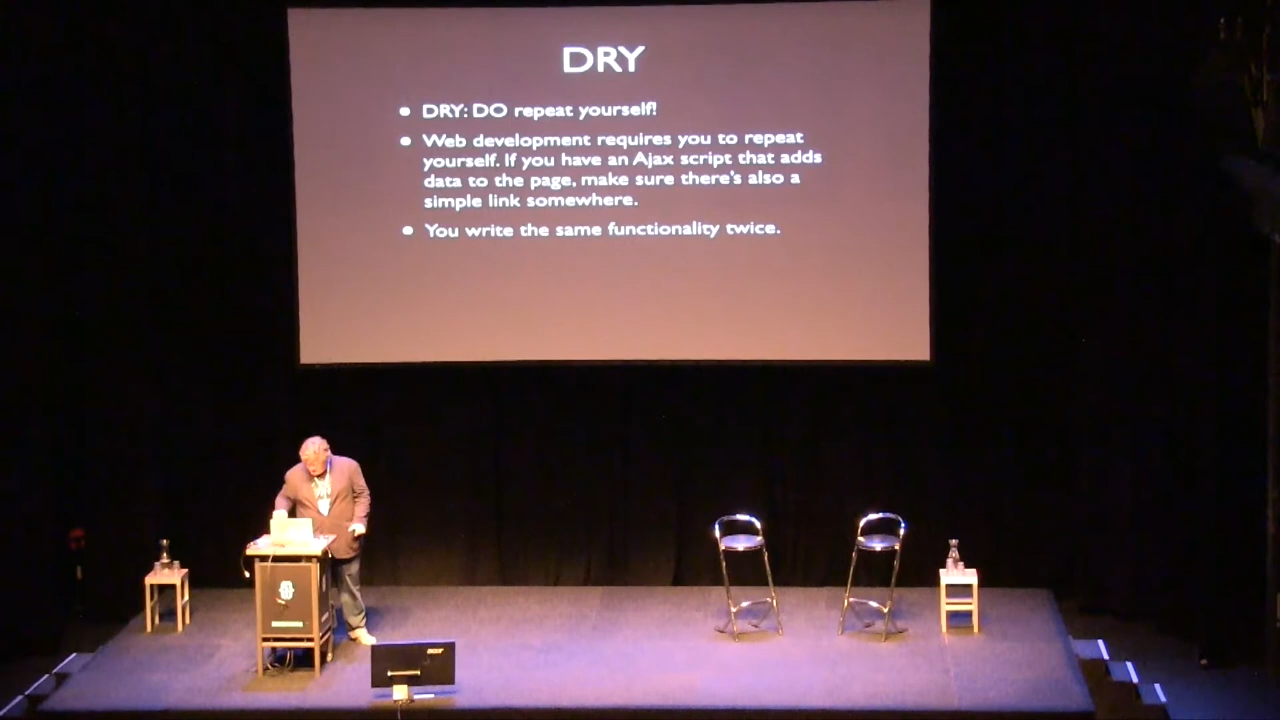 DRY
• DRY: DO repeat yourself!
• Web development requires you to repeat
yourself. If you have an Ajax script that adds
data to the page, make sure there's also a
simple link somewhere.
• You write the same functionality twice.
acer